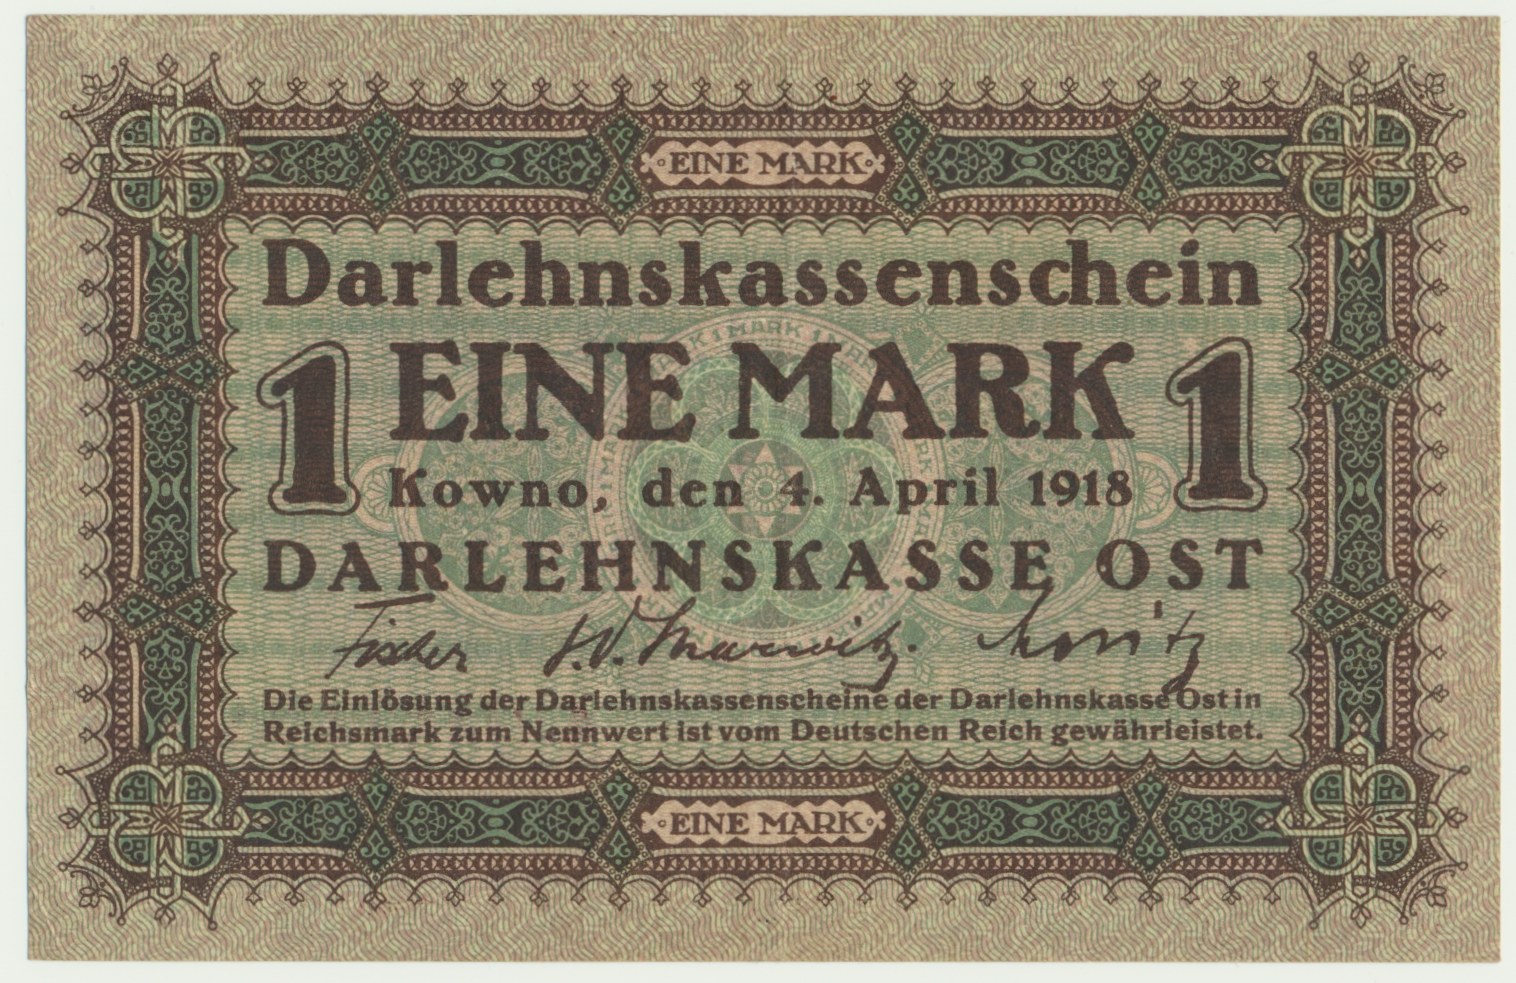 EINE MARK
Darlehnskassenschein
1 EINE MARK 1
Kowno, den 4. April 1918
DARLEHNSKASSE OST
Fischer
Die Einlösung der Darlehnskassenscheine der Darlehnskasse Ost in
Reichsmark zum Nennwert ist vom Deutschen Reich gewährleistet.
EINE MARK